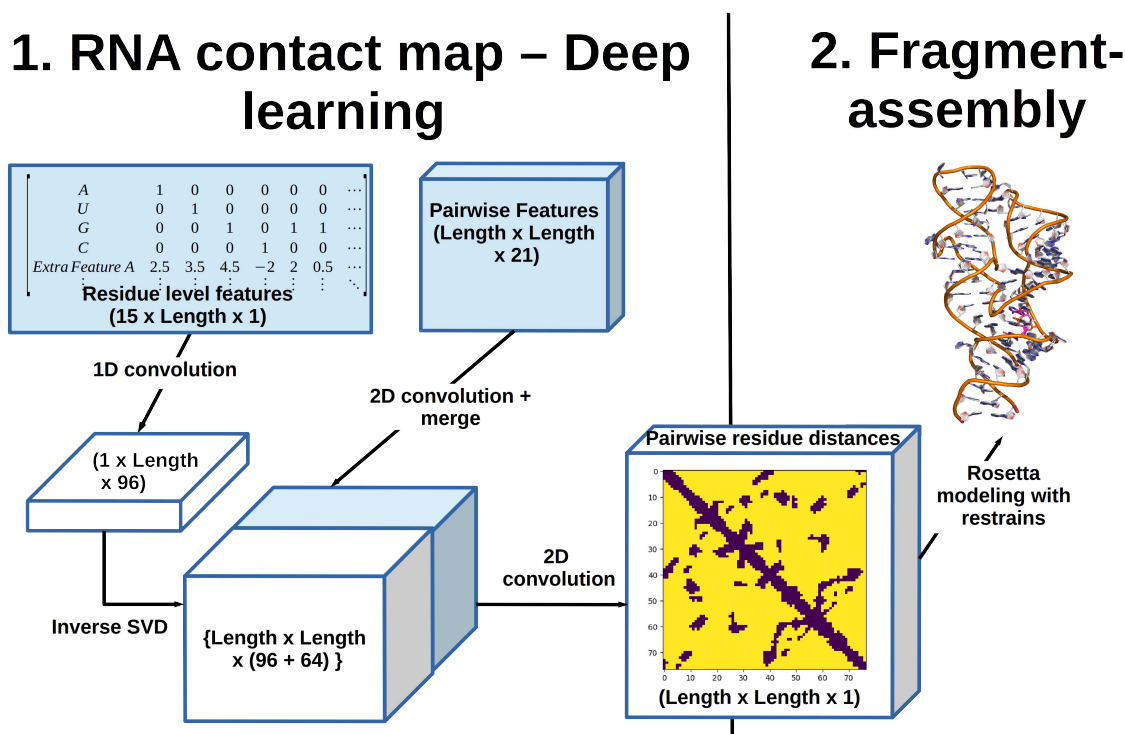 1. RNA contact map – Deep
learning
2. Fragment-
assembly
A 1 0 0 0 0 0 ⋯
U 0 1 0 0 0 0 ⋯
G 0 0 1 0 1 1 ⋯
C 0 0 0 1 0 0 ⋯
Extra Feature A 2.5 3.5 4.5 −2 2 0.5 ⋯
⋮ ⋮ ⋮ ⋮ ⋮ ⋮ ⋮ ⋱
Residue level features
(15 x Length x 1)
Pairwise Features
(Length x Length
x 21)
1D convolution
2D convolution +
merge
(1 x Length
x 96)
Inverse SVD
{Length x Length
x (96 + 64) }
2D
convolution
Pairwise residue distances
0
10
20
30
40
50
60
70
0 10 20 30 40 50 60 70
(Length x Length x 1)
Rosetta
modeling with
restrains